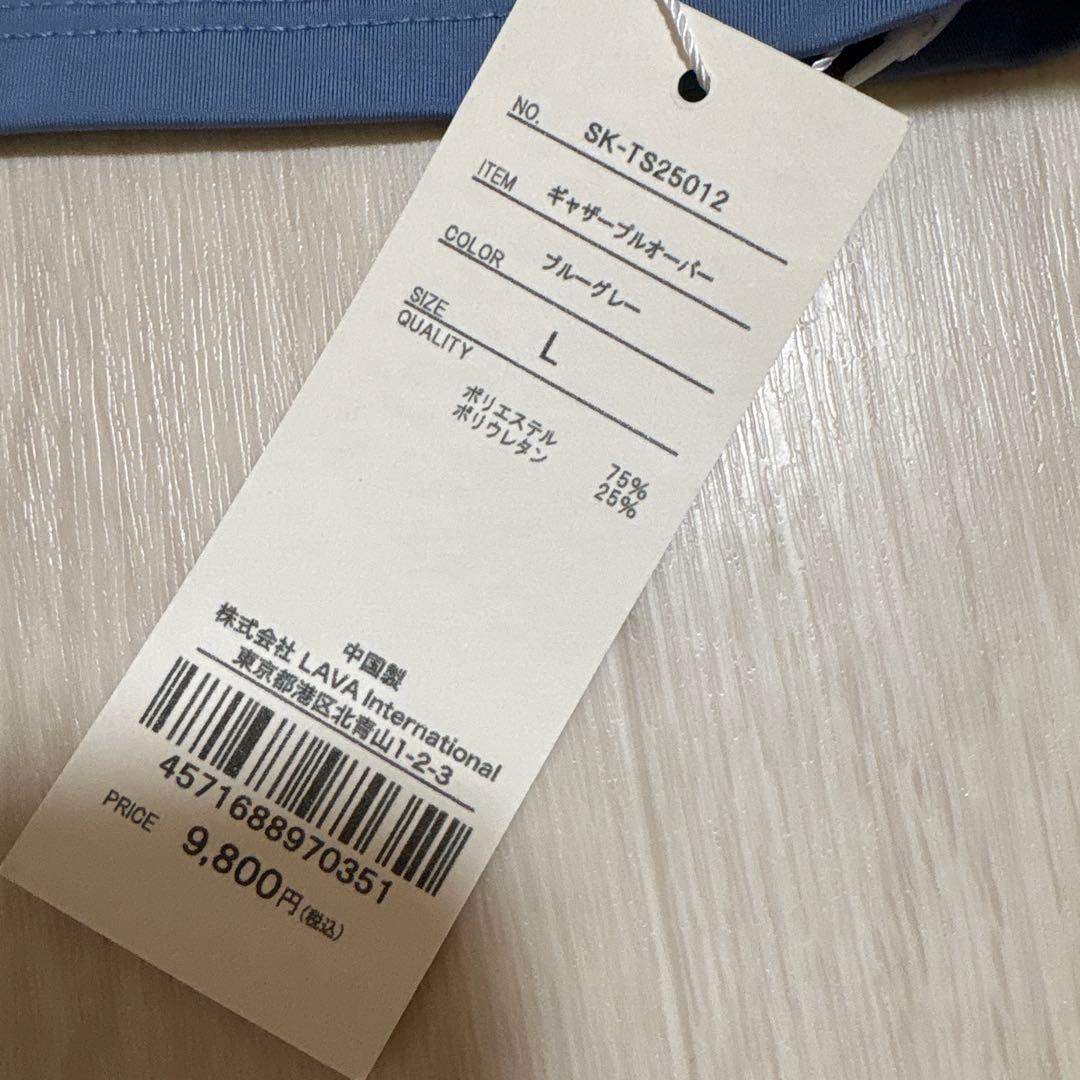 NO. SK-TS25012
ITEM ギャザープルオーバー
COLOR ブルーグレー
SIZE L
QUALITY
ポリエステル 75%
ポリウレタン 25%
中国製
株式会社 LAVA International
東京都港区北青山1-2-3
4571688970351
PRICE 9,800円(税込)